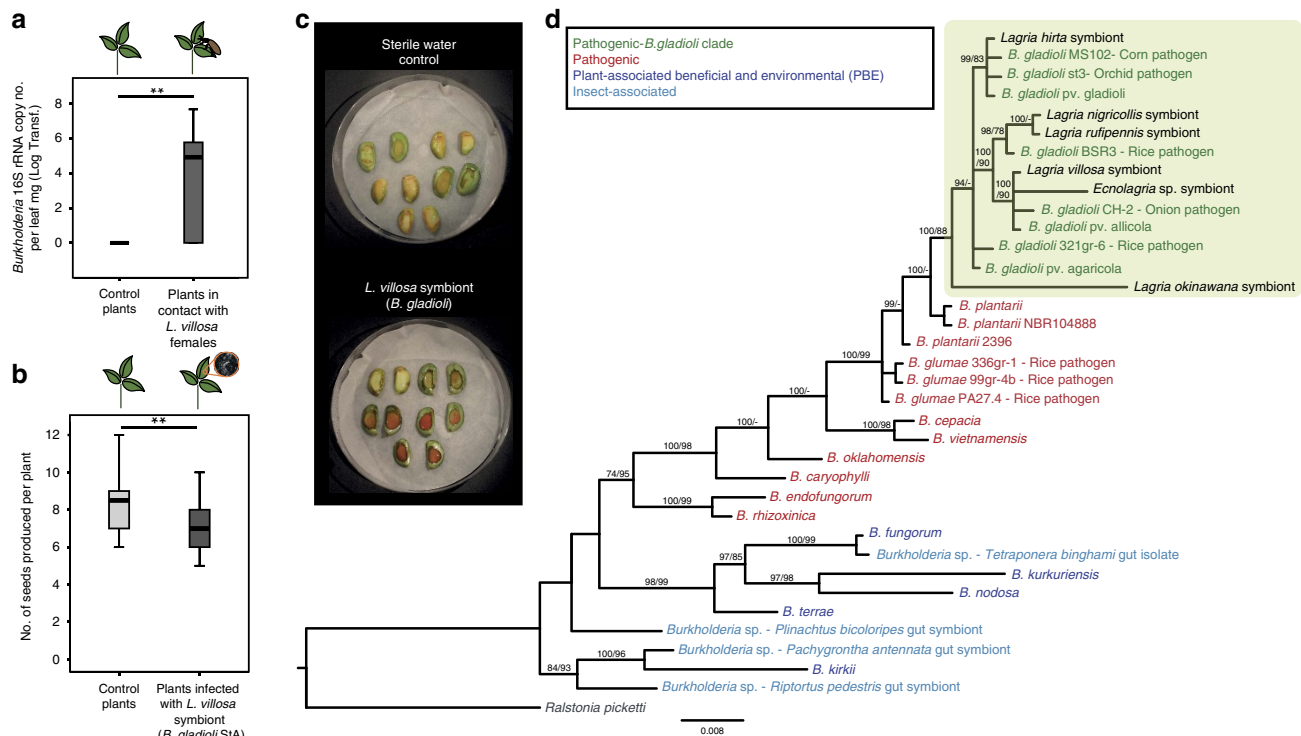 a
**
Burkholderia 16S rRNA copy no.
per leaf mg (Log Transf.)
8
6
4
2
0
Control
plants
Plants in
contact with
L. villosa
females
b
**
No. of seeds produced per plant
12
10
8
6
4
2
0
Control
plants
Plants infected
with L. villosa
symbiont
(B. gladioli StA)
c
Sterile water
control
L. villosa symbiont
(B. gladioli)
d
Pathogenic-B.gladioli clade
Pathogenic
Plant-associated beneficial and environmental (PBE)
Insect-associated
Lagria hirta symbiont
99/83
B. gladioli MS102- Corn pathogen
B. gladioli st3- Orchid pathogen
B. gladioli pv. gladioli
100/-
Lagria nigricollis symbiont
98/78
Lagria rufipennis symbiont
B. gladioli BSR3 - Rice pathogen
100
/90
Lagria villosa symbiont
94/-
100
/90
Ecnolagria sp. symbiont
B. gladioli CH-2 - Onion pathogen
B. gladioli pv. allicola
100/88
B. gladioli 321gr-6 - Rice pathogen
B. gladioli pv. agaricola
100/-
Lagria okinawana symbiont
B. plantarii
99/-
B. plantarii NBR104888
B. plantarii 2396
100/99
B. glumae 336gr-1 - Rice pathogen
B. glumae 99gr-4b - Rice pathogen
100/-
B. glumae PA27.4 - Rice pathogen
100/98
B. cepacia
100/-
B. vietnamensis
100/98
B. oklahomensis
74/95
B. caryophylli
100/99
B. endofungorum
B. rhizoxinica
B. fungorum
100/99
97/85
Burkholderia sp. - Tetraponera binghami gut isolate
98/99
97/98
B. kurkuriensis
B. nodosa
B. terrae
Burkholderia sp. - Plinachtus bicoloripes gut symbiont
100/96
Burkholderia sp. - Pachygrontha antennata gut symbiont
84/93
B. kirkii
Burkholderia sp. - Riptortus pedestris gut symbiont
Ralstonia picketti
0.008